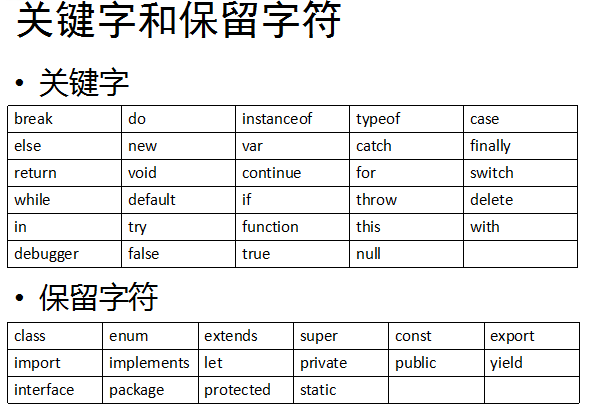 关键字和保留字符
• 关键字
break do instanceof typeof case
else new var catch finally
return void continue for switch
while default if throw delete
in try function this with
debugger false true null
• 保留字符
class enum extends super const export
import implements let private public yield
interface package protected static